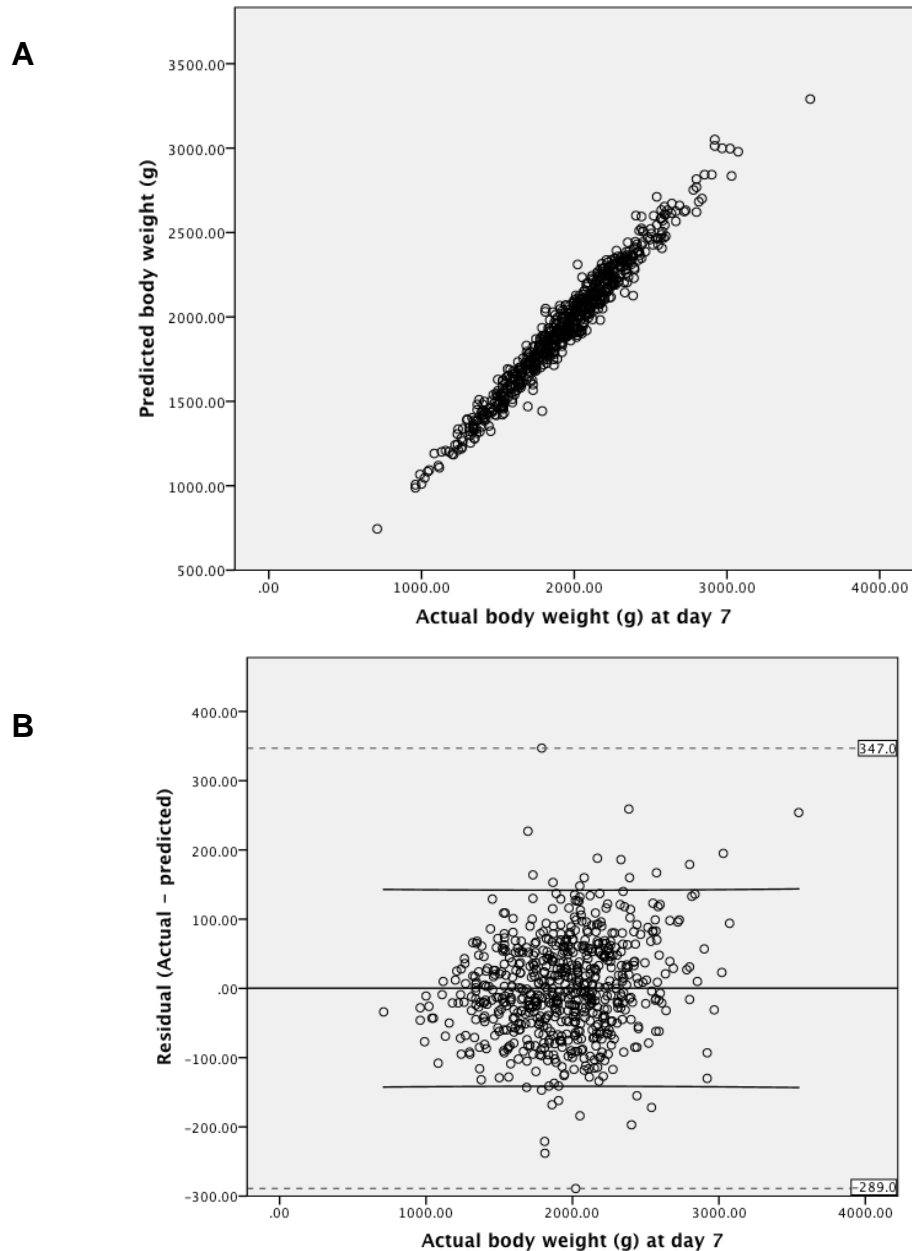 A
Predicted body weight (g)
3500.00
3000.00
2500.00
2000.00
1500.00
1000.00
500.00
.00 1000.00 2000.00 3000.00 4000.00
Actual body weight (g) at day 7
B
Residual (Actual – predicted)
400.00
300.00
200.00
100.00
.00
−100.00
−200.00
−300.00
347.0
−289.0
.00 1000.00 2000.00 3000.00 4000.00
Actual body weight (g) at day 7